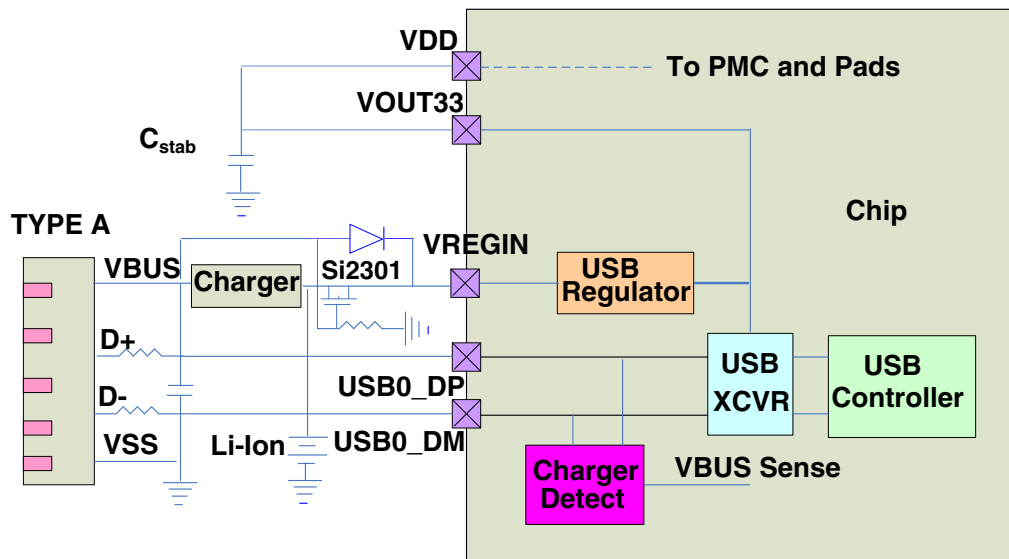 VDD
To PMC and Pads
VOUT33
Cstab
Chip
TYPE A
VREGIN
VBUS
Charger
Si2301
USB
Regulator
D+
USB0_DP
USB
XCVR
USB
Controller
D-
USB0_DM
VSS
Li-Ion
Charger
Detect
VBUS Sense